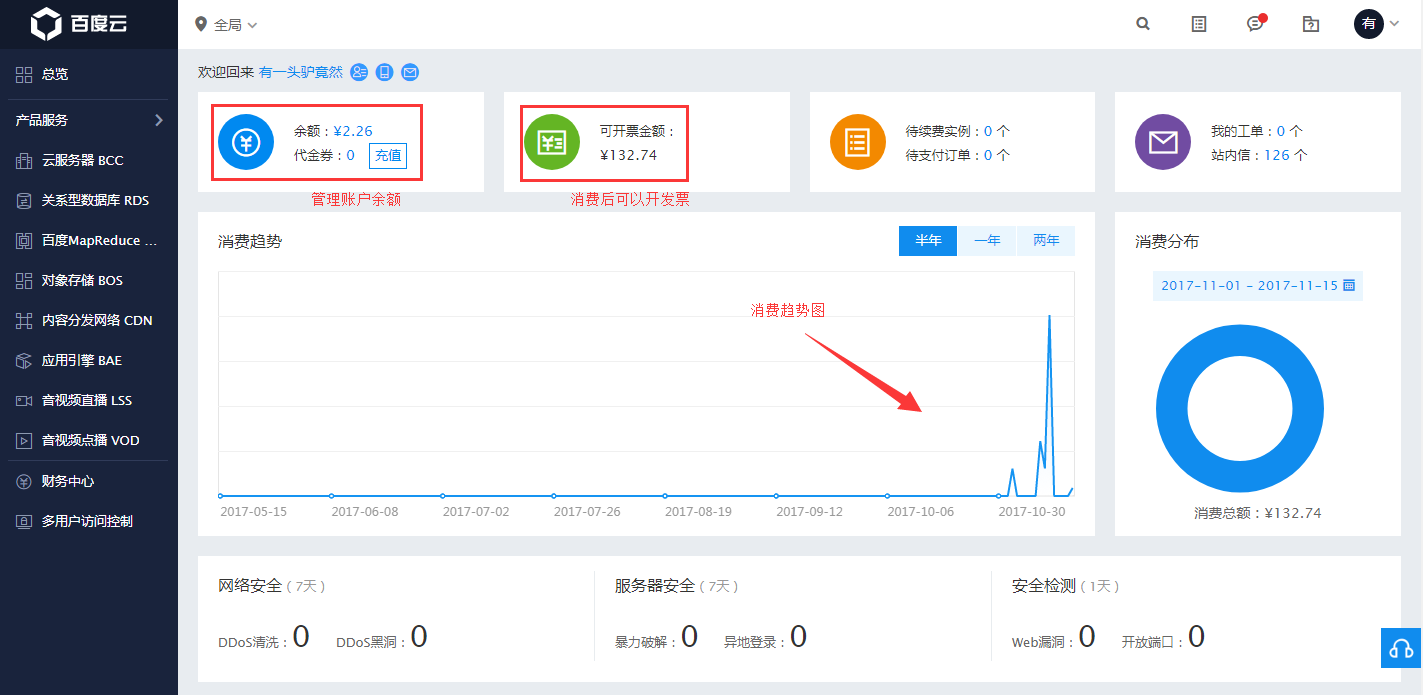 百度云
全局
有
总览
产品服务
云服务器 BCC
关系型数据库 RDS
百度MapReduce ...
对象存储 BOS
内容分发网络 CDN
应用引擎 BAE
音视频直播 LSS
音视频点播 VOD
财务中心
多用户访问控制
欢迎回来 有一头驴竟然
余额：¥2.26
代金券：0 充值
管理账户余额
可开票金额：
¥132.74
消费后可以开发票
待续费实例：0 个
待支付订单：0 个
我的工单：0 个
站内信：126 个
消费趋势
半年 一年 两年
消费趋势图
2017-05-15 2017-06-08 2017-07-02 2017-07-26 2017-08-19 2017-09-12 2017-10-06 2017-10-30
消费分布
2017-11-01 - 2017-11-15
消费总额：¥132.74
网络安全 ( 7天 )
DDoS清洗：0 DDoS黑洞：0
服务器安全 ( 7天 )
暴力破解：0 异地登录：0
安全检测 ( 1天 )
Web漏洞：0 开放端口：0